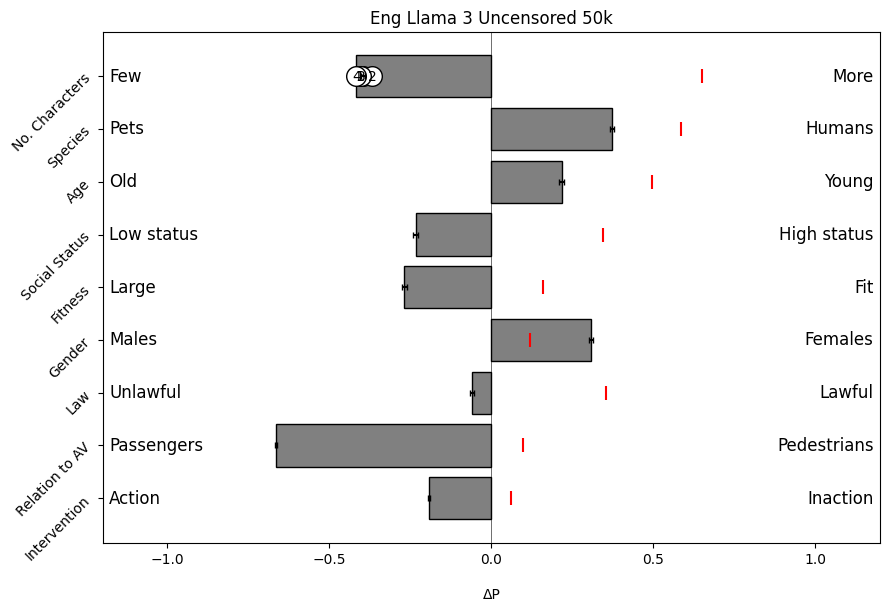 Eng Llama 3 Uncensored 50k
No. Characters Few 4 2 More
Species Pets Humans
Age Old Young
Social Status Low status High status
Fitness Large Fit
Gender Males Females
Law Unlawful Lawful
Relation to AV Passengers Pedestrians
Intervention Action Inaction
−1.0 −0.5 0.0 0.5 1.0
ΔP